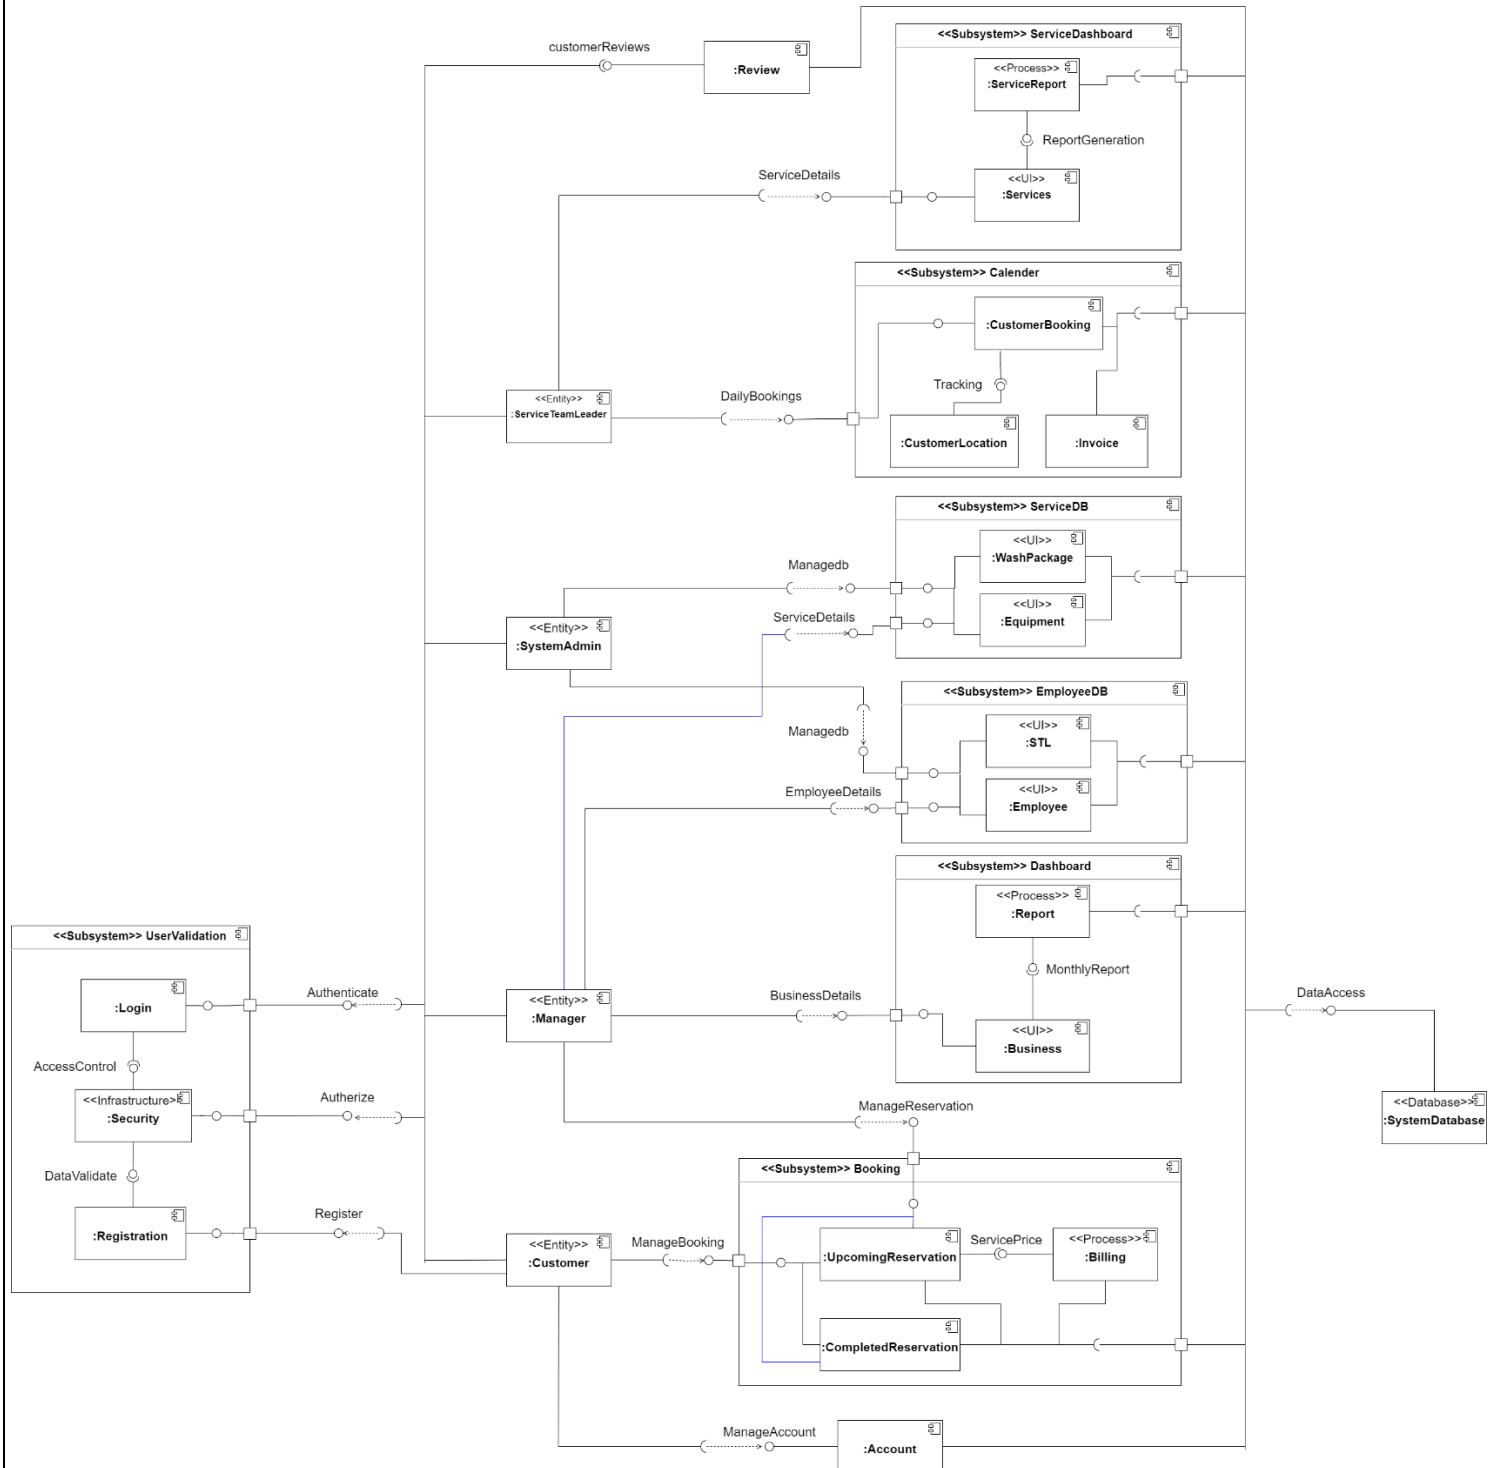 customerReviews
:Review
<<Subsystem>> ServiceDashboard
<<Process>>
:ServiceReport
ReportGeneration
ServiceDetails
<<UI>>
:Services
<<Subsystem>> Calender
:CustomerBooking
Tracking
<<Entity>>
:ServiceTeamLeader
DailyBookings
:CustomerLocation
:Invoice
<<Subsystem>> ServiceDB
<<UI>>
:WashPackage
Managedb
ServiceDetails
<<UI>>
:Equipment
<<Entity>>
:SystemAdmin
<<Subsystem>> EmployeeDB
<<UI>>
:STL
Managedb
EmployeeDetails
<<UI>>
:Employee
<<Subsystem>> Dashboard
<<Process>>
:Report
MonthlyReport
<<Subsystem>> UserValidation
:Login
Authenticate
<<Entity>>
:Manager
BusinessDetails
<<UI>>
:Business
DataAccess
AccessControl
<<Infrastructure>>
:Security
Autherize
ManageReservation
<<Database>>
:SystemDatabase
DataValidate
<<Subsystem>> Booking
:Registration
Register
<<Entity>>
:Customer
ManageBooking
:UpcomingReservation
ServicePrice
<<Process>>
:Billing
:CompletedReservation
ManageAccount
:Account